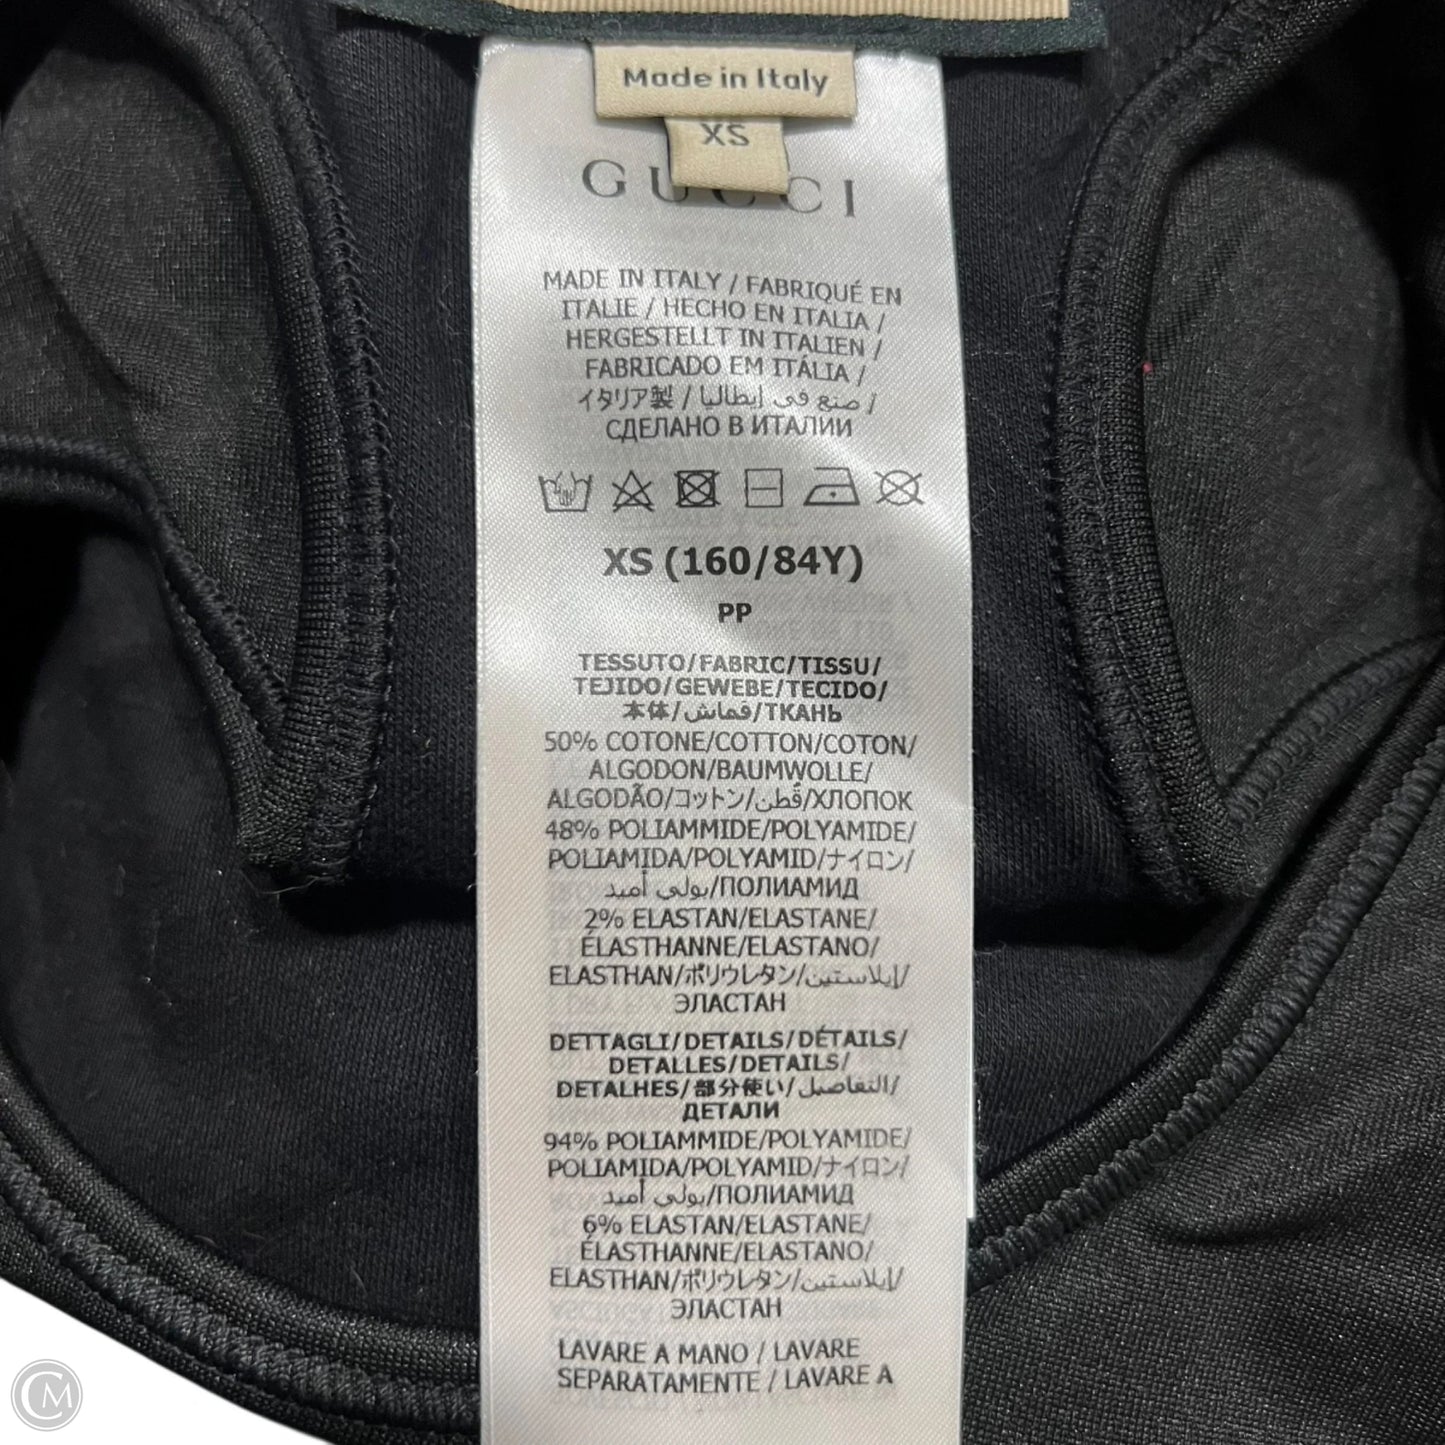 Made in Italy
XS
GUCCI
MADE IN ITALY / FABRIQUÉ EN
ITALIE / HECHO EN ITALIA /
HERGESTELLT IN ITALIEN /
FABRICADO EM ITÁLIA /
イタリア製 / صنع في إيطاليا /
СДЕЛАНО В ИТАЛИИ
XS (160/84Y)
PP
TESSUTO/FABRIC/TISSU/
TEJIDO/GEWEBE/TECIDO/
本体/قماش/ТКАНЬ
50% COTONE/COTTON/COTON/
ALGODON/BAUMWOLLE/
ALGODÃO/コットン/قُطن/ХЛОПОК
48% POLIAMMIDE/POLYAMIDE/
POLIAMIDA/POLYAMID/ナイロン/
بولي أميد/ПОЛИАМИД
2% ELASTAN/ELASTANE/
ÉLASTHANNE/ELASTANO/
ELASTHAN/ポリウレタン/إيلاستين/
ЭЛАСТАН
DETTAGLI/DETAILS/DÉTAILS/
DETALLES/DETAILS/
DETALHES/部分使い/التفاصيل/
ДЕТАЛИ
94% POLIAMMIDE/POLYAMIDE/
POLIAMIDA/POLYAMID/ナイロン/
بولي أميد/ПОЛИАМИД
6% ELASTAN/ELASTANE/
ÉLASTHANNE/ELASTANO/
ELASTHAN/ポリウレタン/إيلاستين/
ЭЛАСТАН
LAVARE A MANO / LAVARE
SEPARATAMENTE / LAVARE A
CM